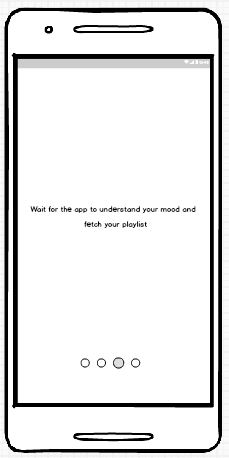 Wait for the app to understand your mood and
fetch your playlist